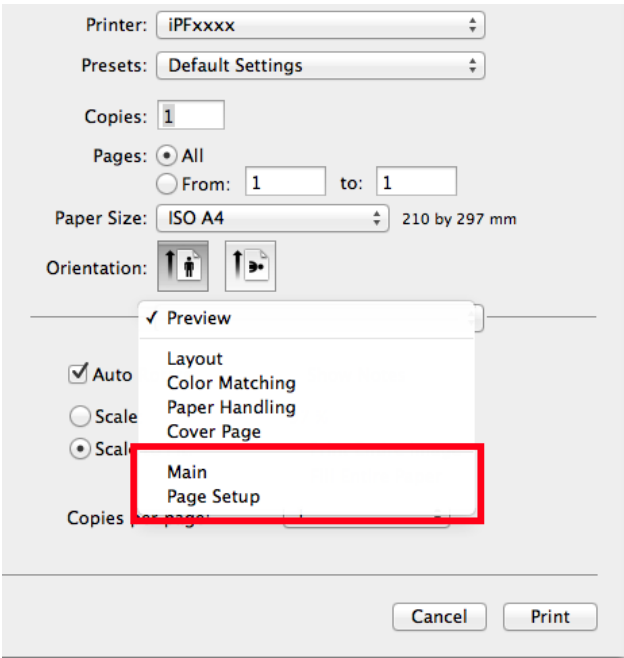 Printer: iPFxxxx
Presets: Default Settings
Copies: 1
Pages: All
From: 1 to: 1
Paper Size: ISO A4 210 by 297 mm
Orientation:
✓ Preview
Layout
Auto
Color Matching
Paper Handling
Scale
Cover Page
Scale
Main
Page Setup
Copies per page:
Cancel Print